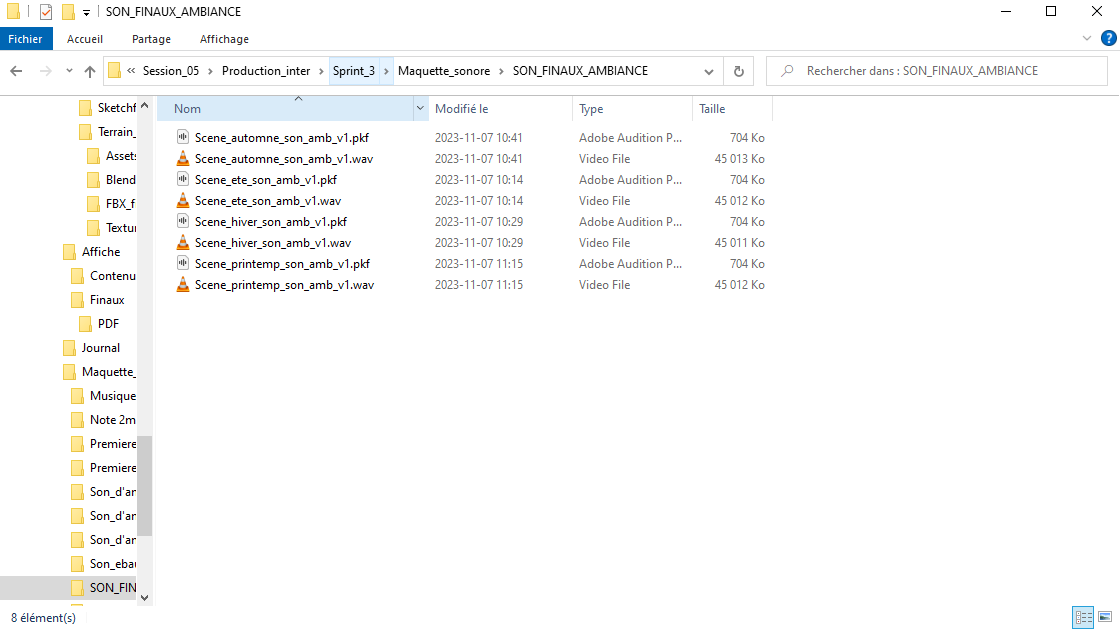 SON_FINAUX_AMBIANCE
Fichier Accueil Partage Affichage ?
« Session_05 › Production_inter › Sprint_3 › Maquette_sonore › SON_FINAUX_AMBIANCE Rechercher dans : SON_FINAUX_AMBIANCE
Nom Modifié le Type Taille
Scene_automne_son_amb_v1.pkf 2023-11-07 10:41 Adobe Audition P... 704 Ko
Scene_automne_son_amb_v1.wav 2023-11-07 10:41 Video File 45 013 Ko
Scene_ete_son_amb_v1.pkf 2023-11-07 10:14 Adobe Audition P... 704 Ko
Scene_ete_son_amb_v1.wav 2023-11-07 10:14 Video File 45 012 Ko
Scene_hiver_son_amb_v1.pkf 2023-11-07 10:29 Adobe Audition P... 704 Ko
Scene_hiver_son_amb_v1.wav 2023-11-07 10:29 Video File 45 011 Ko
Scene_printemp_son_amb_v1.pkf 2023-11-07 11:15 Adobe Audition P... 704 Ko
Scene_printemp_son_amb_v1.wav 2023-11-07 11:15 Video File 45 012 Ko
Sketchf
Terrain_
Assets
Blend
FBX_f
Textur
Affiche
Contenu
Finaux
PDF
Journal
Maquette_
Musique
Note 2m
Premiere
Premiere
Son_d'ar
Son_d'ar
Son_d'ar
Son_ebau
SON_FIN
8 élément(s)